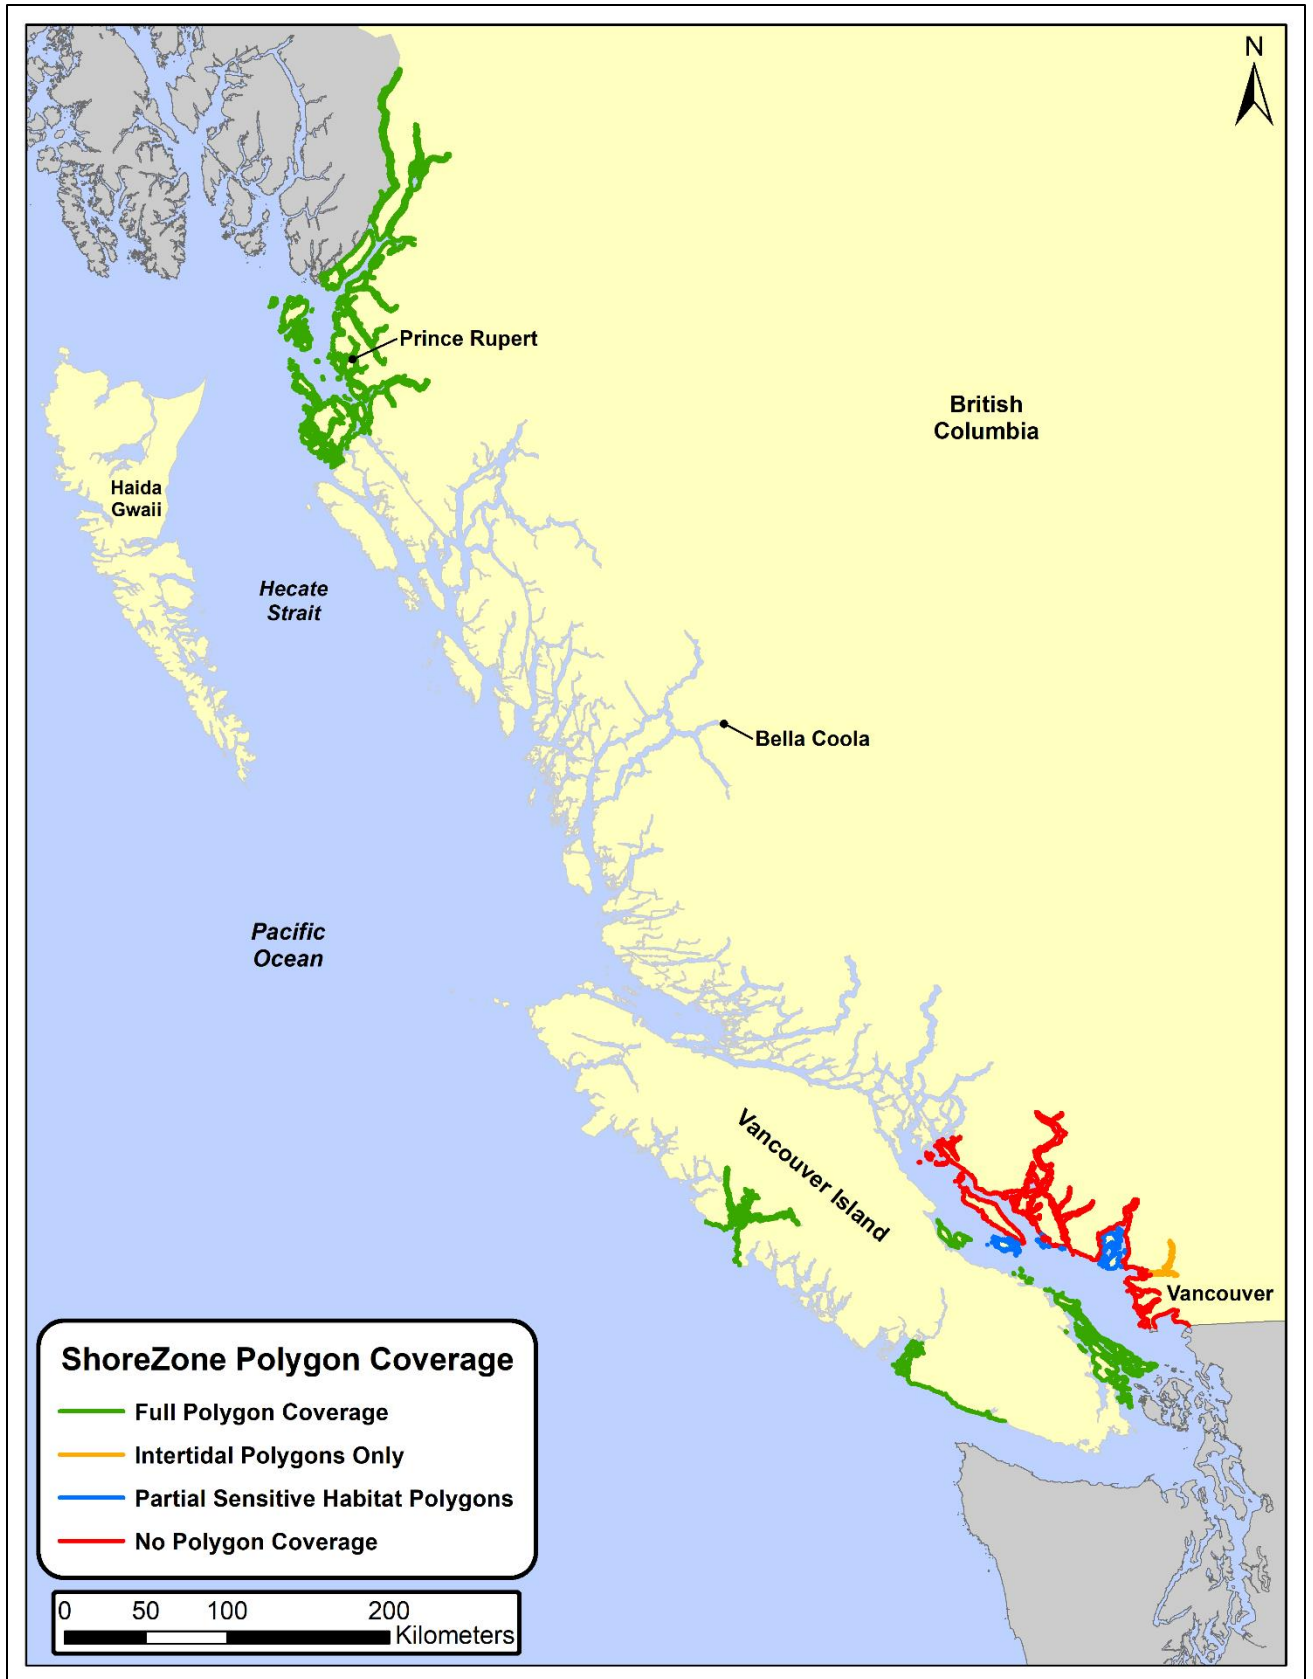 N
Prince Rupert
British
Columbia
Haida
Gwaii
Hecate
Strait
Bella Coola
Pacific
Ocean
Vancouver Island
Vancouver
ShoreZone Polygon Coverage
Full Polygon Coverage
Intertidal Polygons Only
Partial Sensitive Habitat Polygons
No Polygon Coverage
0 50 100 200
Kilometers